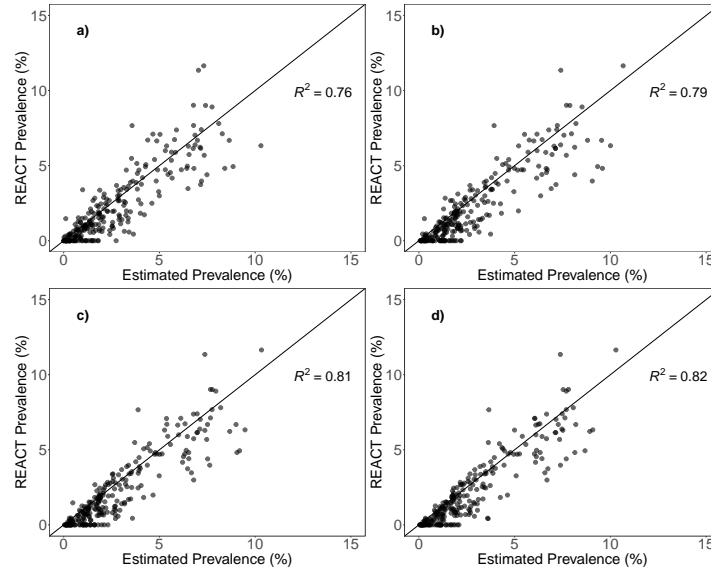 a)
R² = 0.76
REACT Prevalence (%)
15
10
5
0
0 5 10 15
Estimated Prevalence (%)
b)
R² = 0.79
REACT Prevalence (%)
15
10
5
0
0 5 10 15
Estimated Prevalence (%)
c)
R² = 0.81
REACT Prevalence (%)
15
10
5
0
0 5 10 15
Estimated Prevalence (%)
d)
R² = 0.82
REACT Prevalence (%)
15
10
5
0
0 5 10 15
Estimated Prevalence (%)